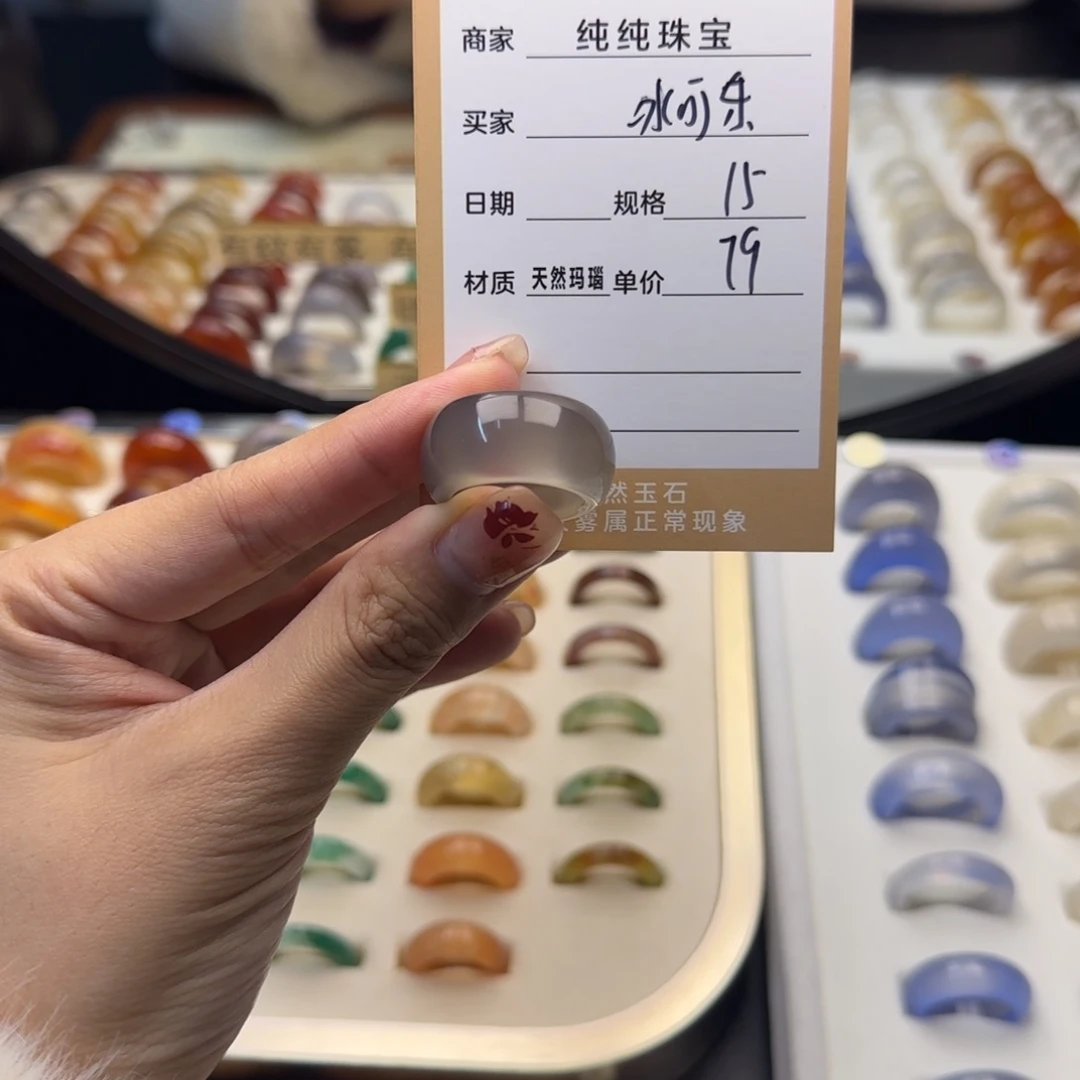 商家 纯纯珠宝
买家 冰可乐
日期 规格 15
材质 天然玛瑙 单价 79
然玉石
雾属正常现象